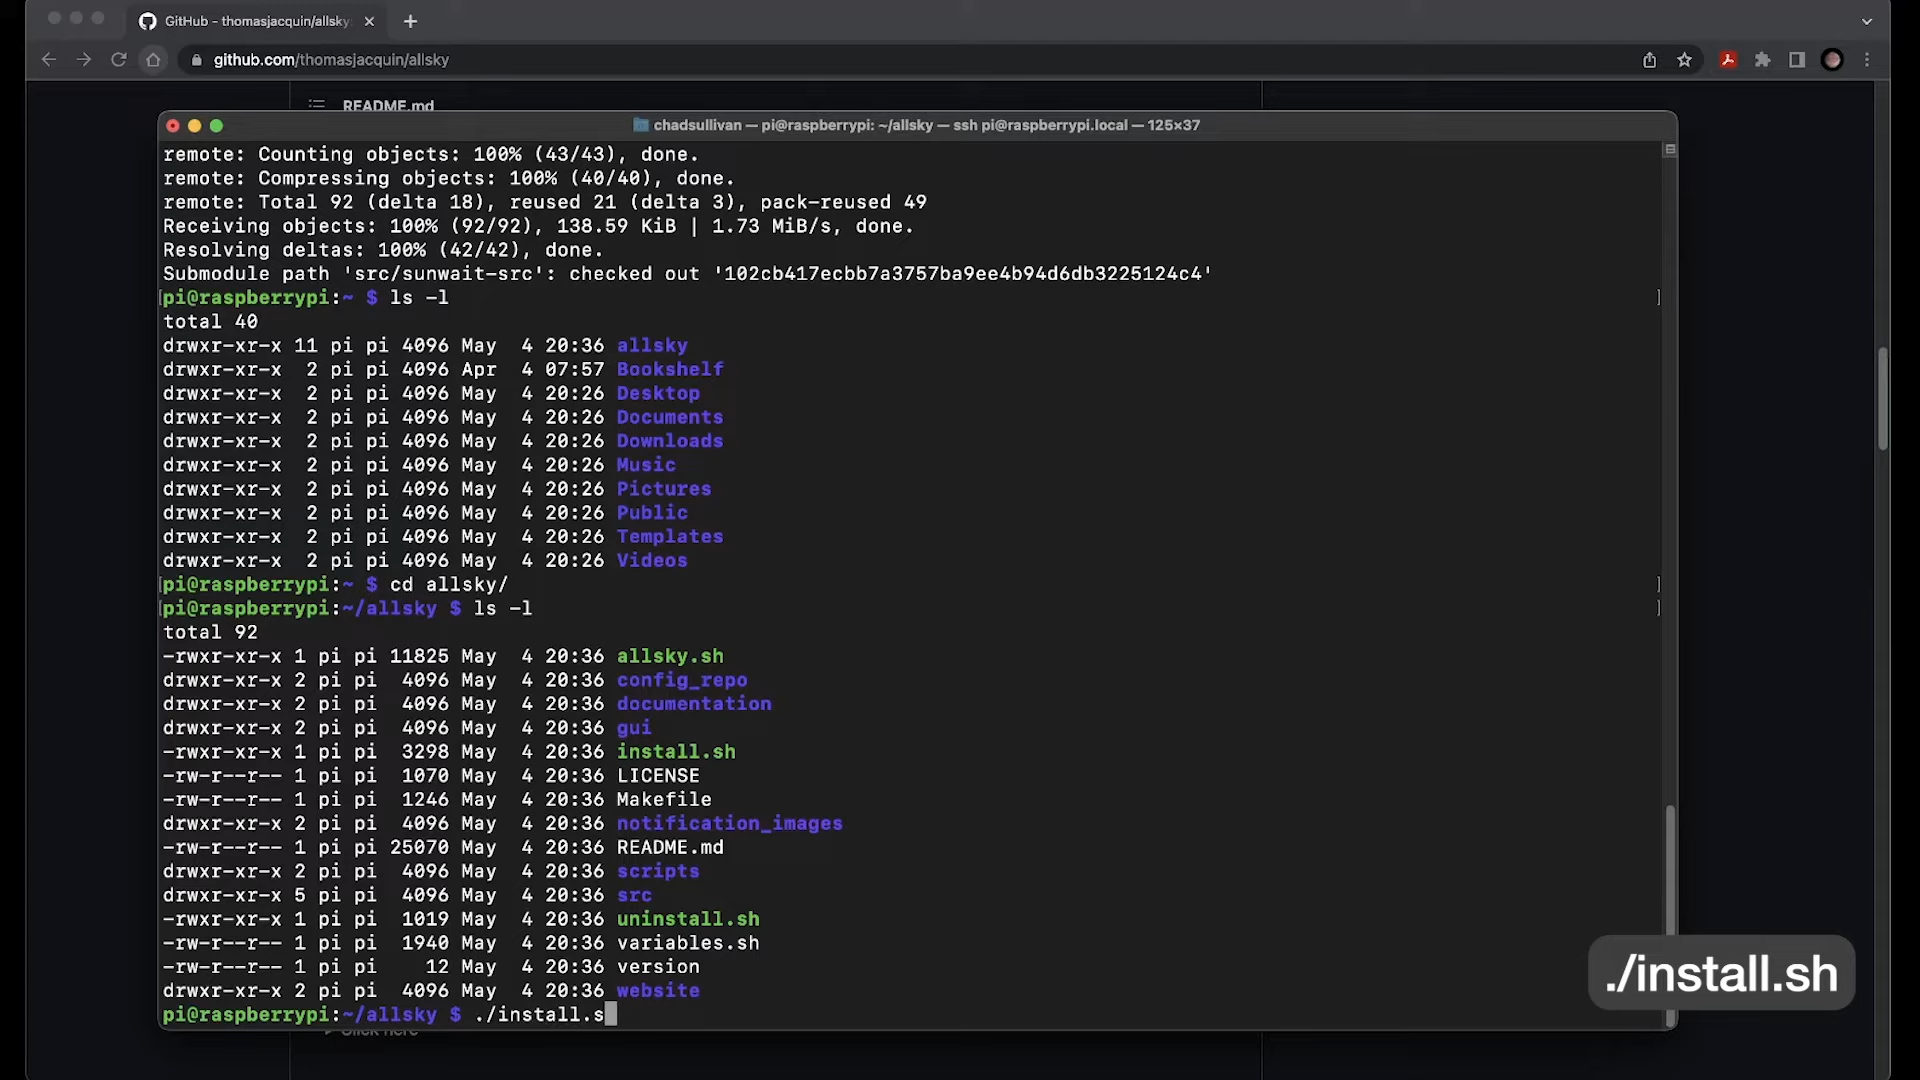 GitHub - thomasjacquin/allsky:
github.com/thomasjacquin/allsky
README.md
chadsullivan — pi@raspberrypi: ~/allsky — ssh pi@raspberrypi.local — 125×37
remote: Counting objects: 100% (43/43), done.
remote: Compressing objects: 100% (40/40), done.
remote: Total 92 (delta 18), reused 21 (delta 3), pack-reused 49
Receiving objects: 100% (92/92), 138.59 KiB | 1.73 MiB/s, done.
Resolving deltas: 100% (42/42), done.
Submodule path 'src/sunwait-src': checked out '102cb417ecbb7a3757ba9ee4b94d6db3225124c4'
[pi@raspberrypi:~ $ ls -l ]
total 40
drwxr-xr-x 11 pi pi 4096 May  4 20:36 allsky
drwxr-xr-x  2 pi pi 4096 Apr  4 07:57 Bookshelf
drwxr-xr-x  2 pi pi 4096 May  4 20:26 Desktop
drwxr-xr-x  2 pi pi 4096 May  4 20:26 Documents
drwxr-xr-x  2 pi pi 4096 May  4 20:26 Downloads
drwxr-xr-x  2 pi pi 4096 May  4 20:26 Music
drwxr-xr-x  2 pi pi 4096 May  4 20:26 Pictures
drwxr-xr-x  2 pi pi 4096 May  4 20:26 Public
drwxr-xr-x  2 pi pi 4096 May  4 20:26 Templates
drwxr-xr-x  2 pi pi 4096 May  4 20:26 Videos
[pi@raspberrypi:~ $ cd allsky/ ]
[pi@raspberrypi:~/allsky $ ls -l ]
total 92
-rwxr-xr-x 1 pi pi 11825 May  4 20:36 allsky.sh
drwxr-xr-x 2 pi pi  4096 May  4 20:36 config_repo
drwxr-xr-x 2 pi pi  4096 May  4 20:36 documentation
drwxr-xr-x 2 pi pi  4096 May  4 20:36 gui
-rwxr-xr-x 1 pi pi  3298 May  4 20:36 install.sh
-rw-r--r-- 1 pi pi  1070 May  4 20:36 LICENSE
-rw-r--r-- 1 pi pi  1246 May  4 20:36 Makefile
drwxr-xr-x 2 pi pi  4096 May  4 20:36 notification_images
-rw-r--r-- 1 pi pi 25070 May  4 20:36 README.md
drwxr-xr-x 2 pi pi  4096 May  4 20:36 scripts
drwxr-xr-x 5 pi pi  4096 May  4 20:36 src
-rwxr-xr-x 1 pi pi  1019 May  4 20:36 uninstall.sh
-rw-r--r-- 1 pi pi  1940 May  4 20:36 variables.sh
-rw-r--r-- 1 pi pi    12 May  4 20:36 version
drwxr-xr-x 2 pi pi  4096 May  4 20:36 website
pi@raspberrypi:~/allsky $ ./install.s
./install.sh
Click here